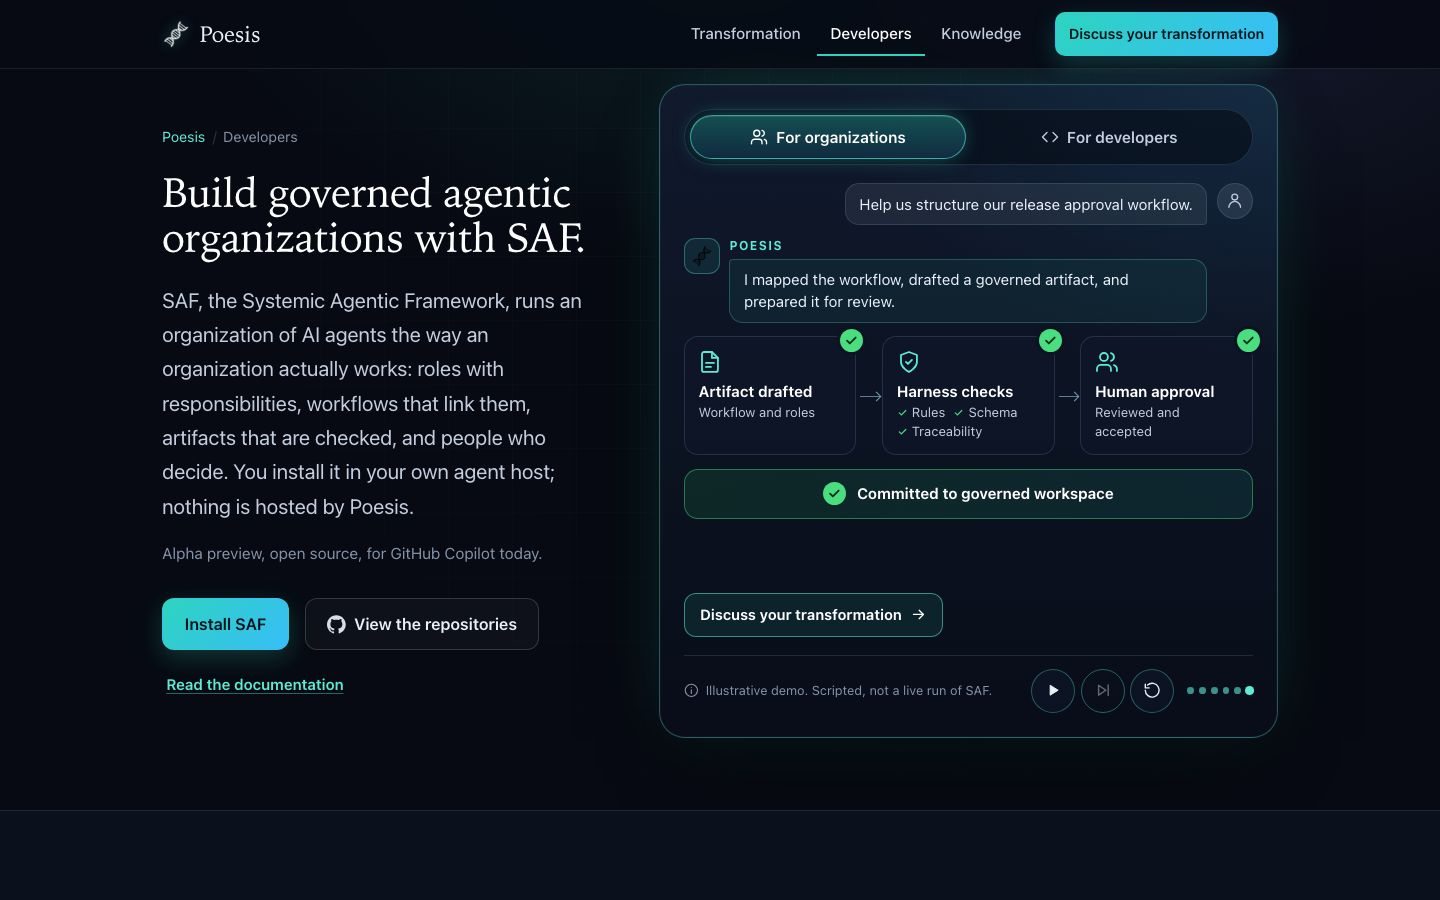 Poesis
Transformation
Developers
Knowledge
Discuss your transformation
Poesis / Developers
Build governed agentic
organizations with SAF.
SAF, the Systemic Agentic Framework, runs an
organization of AI agents the way an
organization actually works: roles with
responsibilities, workflows that link them,
artifacts that are checked, and people who
decide. You install it in your own agent host;
nothing is hosted by Poesis.
Alpha preview, open source, for GitHub Copilot today.
Install SAF
View the repositories
Read the documentation
For organizations
For developers
Help us structure our release approval workflow.
POESIS
I mapped the workflow, drafted a governed artifact, and
prepared it for review.
Artifact drafted
Workflow and roles
Harness checks
Rules Schema
Traceability
Human approval
Reviewed and
accepted
Committed to governed workspace
Discuss your transformation
Illustrative demo. Scripted, not a live run of SAF.